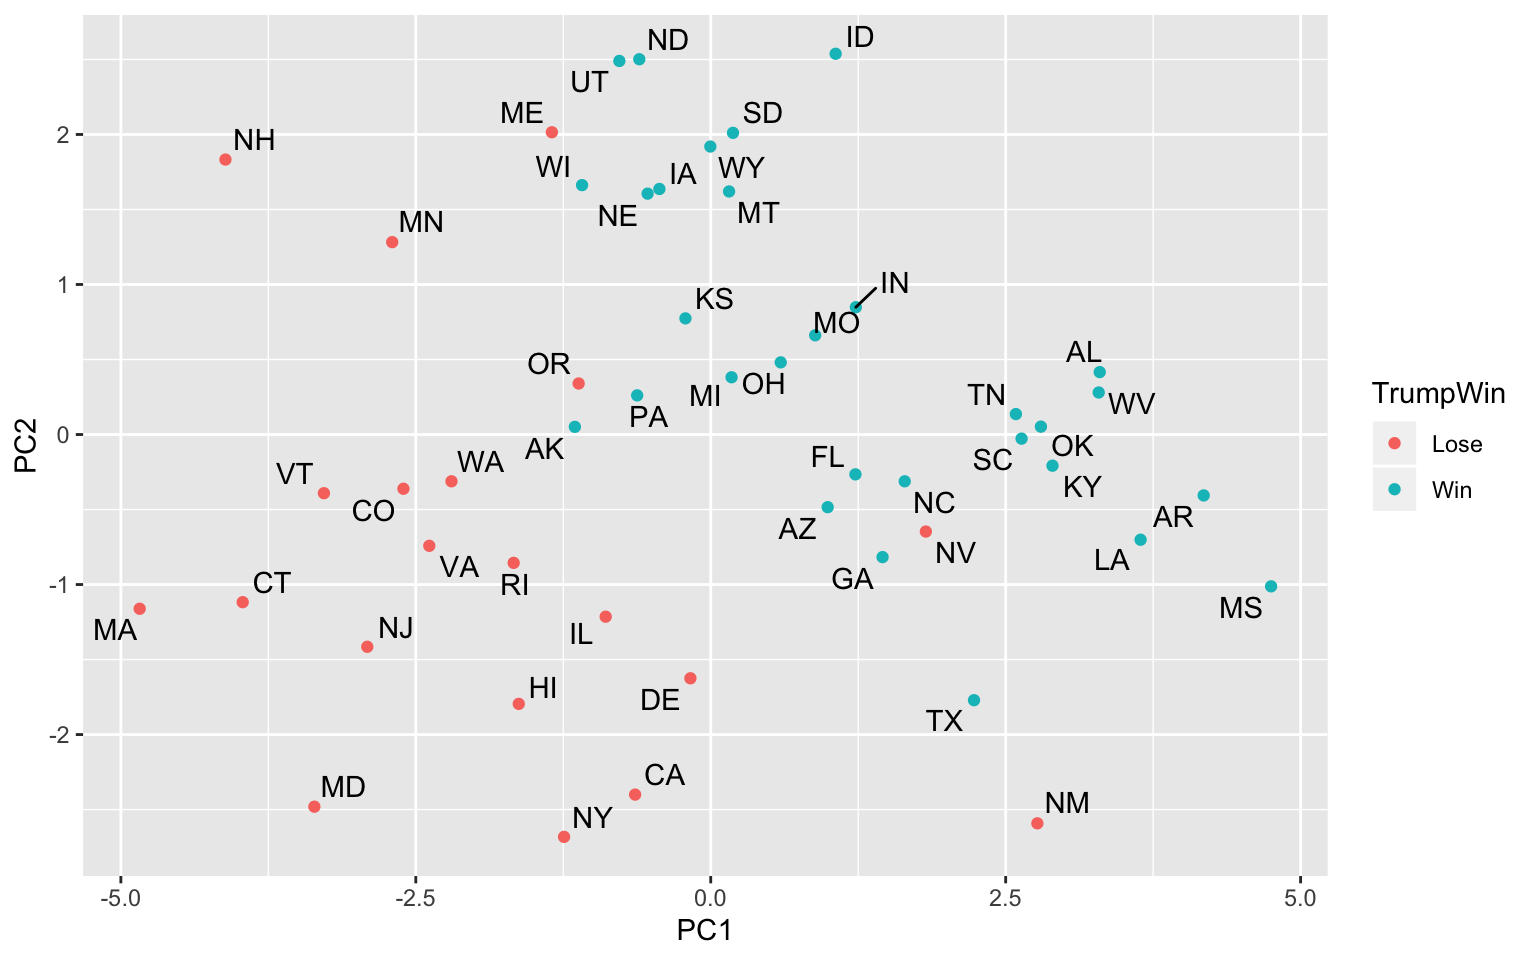 ND
ID
UT
ME
SD
NH
WI
IA
WY
NE
MT
MN
IN
KS
MO
OR
AL
MI
OH
TN
WV
PA
AK
OK
SC
FL
WA
VT
KY
CO
NC
AR
AZ
NV
VA
LA
GA
RI
CT
MS
MA
NJ
IL
HI
DE
TX
CA
MD
NM
NY
2
1
0
-1
-2
PC2
-5.0
-2.5
0.0
2.5
5.0
PC1
TrumpWin
Lose
Win